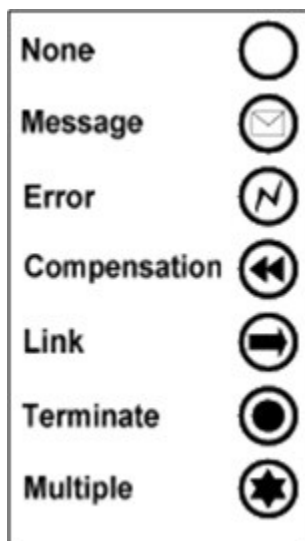 None
Message
Error
Compensation
Link
Terminate
Multiple